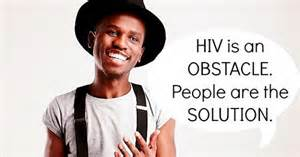 HIV is an
OBSTACLE.
People are the
SOLUTION.